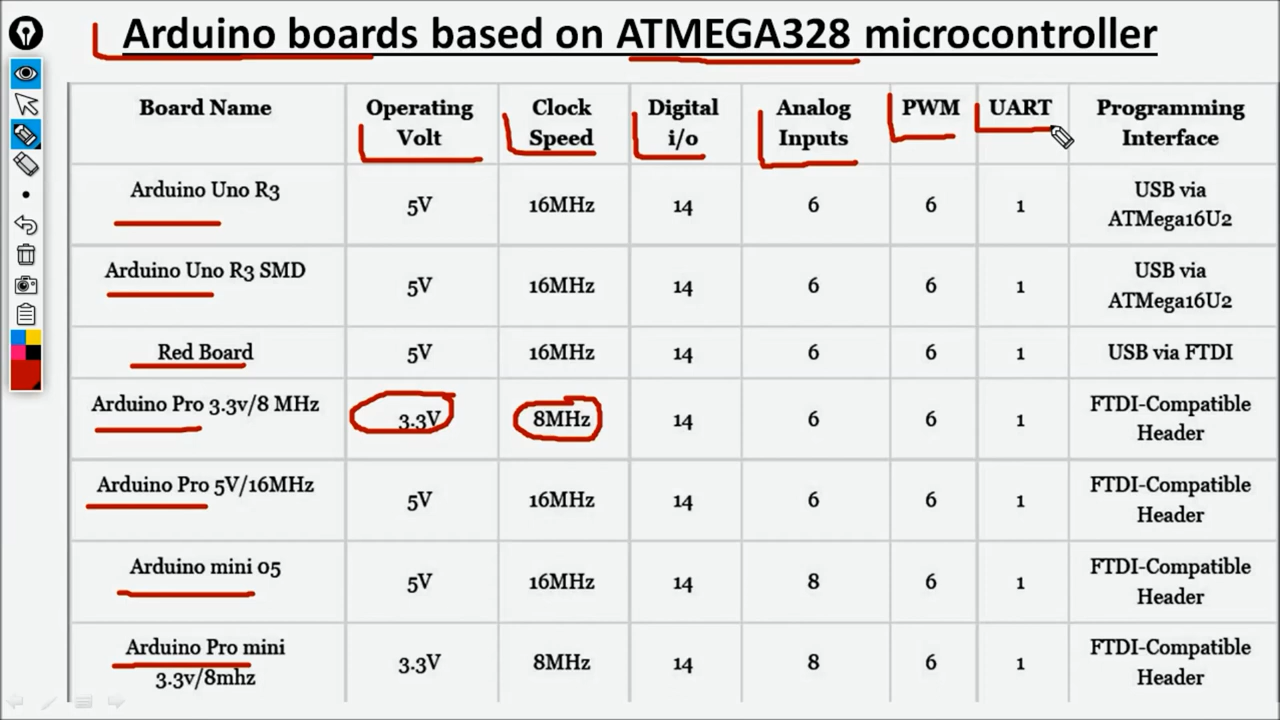 Arduino boards based on ATMEGA328 microcontroller
Board Name
Operating
Volt
Clock
Speed
Digital
i/o
Analog
Inputs
PWM
UART
Programming
Interface
Arduino Uno R3
5V
16MHz
14
6
6
1
USB via
ATMega16U2
Arduino Uno R3 SMD
5V
16MHz
14
6
6
1
USB via
ATMega16U2
Red Board
5V
16MHz
14
6
6
1
USB via FTDI
Arduino Pro 3.3v/8 MHz
3.3V
8MHz
14
6
6
1
FTDI-Compatible
Header
Arduino Pro 5V/16MHz
5V
16MHz
14
6
6
1
FTDI-Compatible
Header
Arduino mini 05
5V
16MHz
14
8
6
1
FTDI-Compatible
Header
Arduino Pro mini
3.3v/8mhz
3.3V
8MHz
14
8
6
1
FTDI-Compatible
Header